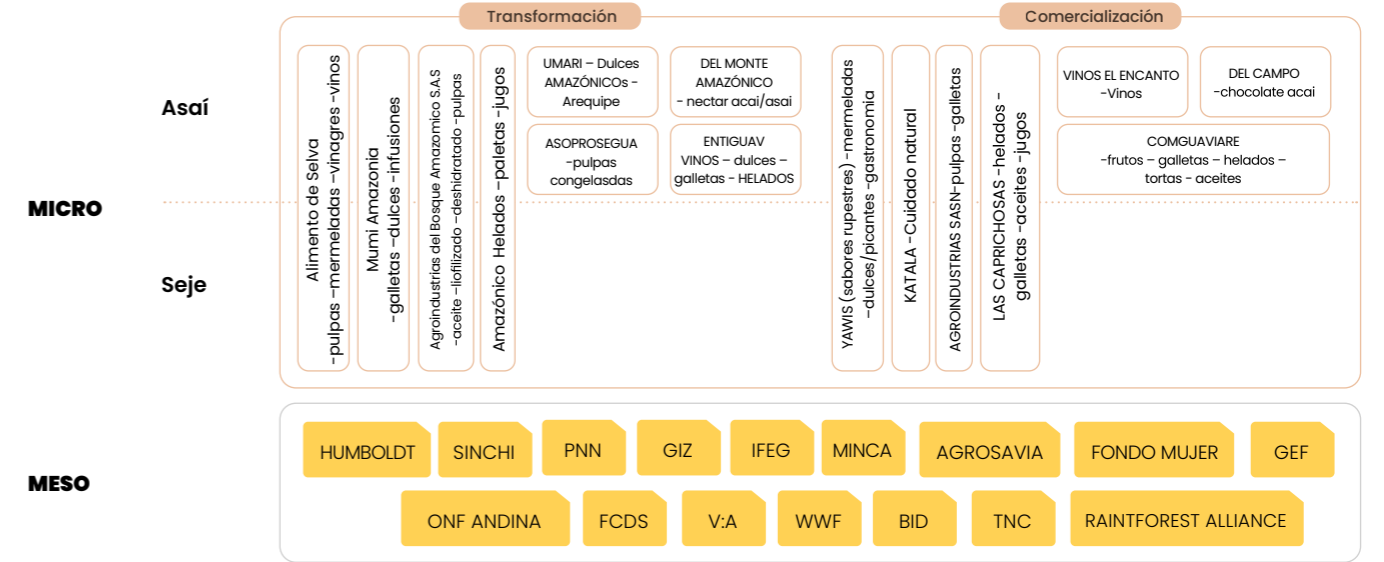 Transformación
Comercialización
MICRO
Asaí
Seje
Alimento de Selva
-pulpas –mermeladas –vinagres –vinos
Mumi Amazonia
-galletas –dulces –infusiones
Agroindustrias del Bosque Amazomico S.A.S
-aceite –liofilizado –deshidratado –pulpas
Amazónico Helados –paletas –jugos
UMARI – Dulces
AMAZÓNICOs -
Arequipe
DEL MONTE
AMAZÓNICO
- nectar acai/asai
ASOPROSEGUA
-pulpas
congelasdas
ENTIGUAV
VINOS – dulces –
galletas - HELADOS
YAWIS (sabores rupestres) –mermeladas
–dulces/picantes –gastronomia
KATALA –Cuidado natural
AGROINDUSTRIAS SASN-pulpas -galletas
LAS CAPRICHOSAS -helados –
galletas -aceites -jugos
VINOS EL ENCANTO
-Vinos
DEL CAMPO
-chocolate acai
COMGUAVIARE
-frutos – galletas – helados –
tortas - aceites
MESO
HUMBOLDT
SINCHI
PNN
GIZ
IFEG
MINCA
AGROSAVIA
FONDO MUJER
GEF
ONF ANDINA
FCDS
V:A
WWF
BID
TNC
RAINTFOREST ALLIANCE